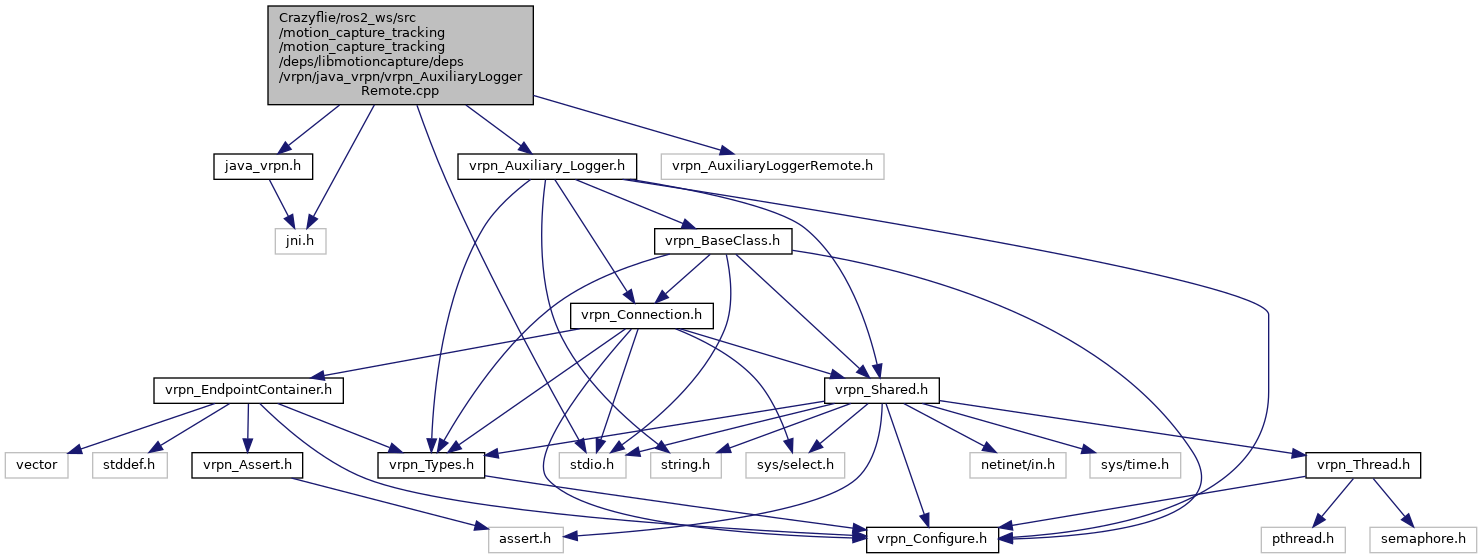 Crazyflie/ros2_ws/src
/motion_capture_tracking
/motion_capture_tracking
/deps/libmotioncapture/deps
/vrpn/java_vrpn/vrpn_AuxiliaryLogger
Remote.cpp
java_vrpn.h
vrpn_Auxiliary_Logger.h
vrpn_AuxiliaryLoggerRemote.h
jni.h
vrpn_BaseClass.h
vrpn_Connection.h
vrpn_EndpointContainer.h
vrpn_Shared.h
vector
stddef.h
vrpn_Assert.h
vrpn_Types.h
stdio.h
string.h
sys/select.h
netinet/in.h
sys/time.h
vrpn_Thread.h
assert.h
vrpn_Configure.h
pthread.h
semaphore.h